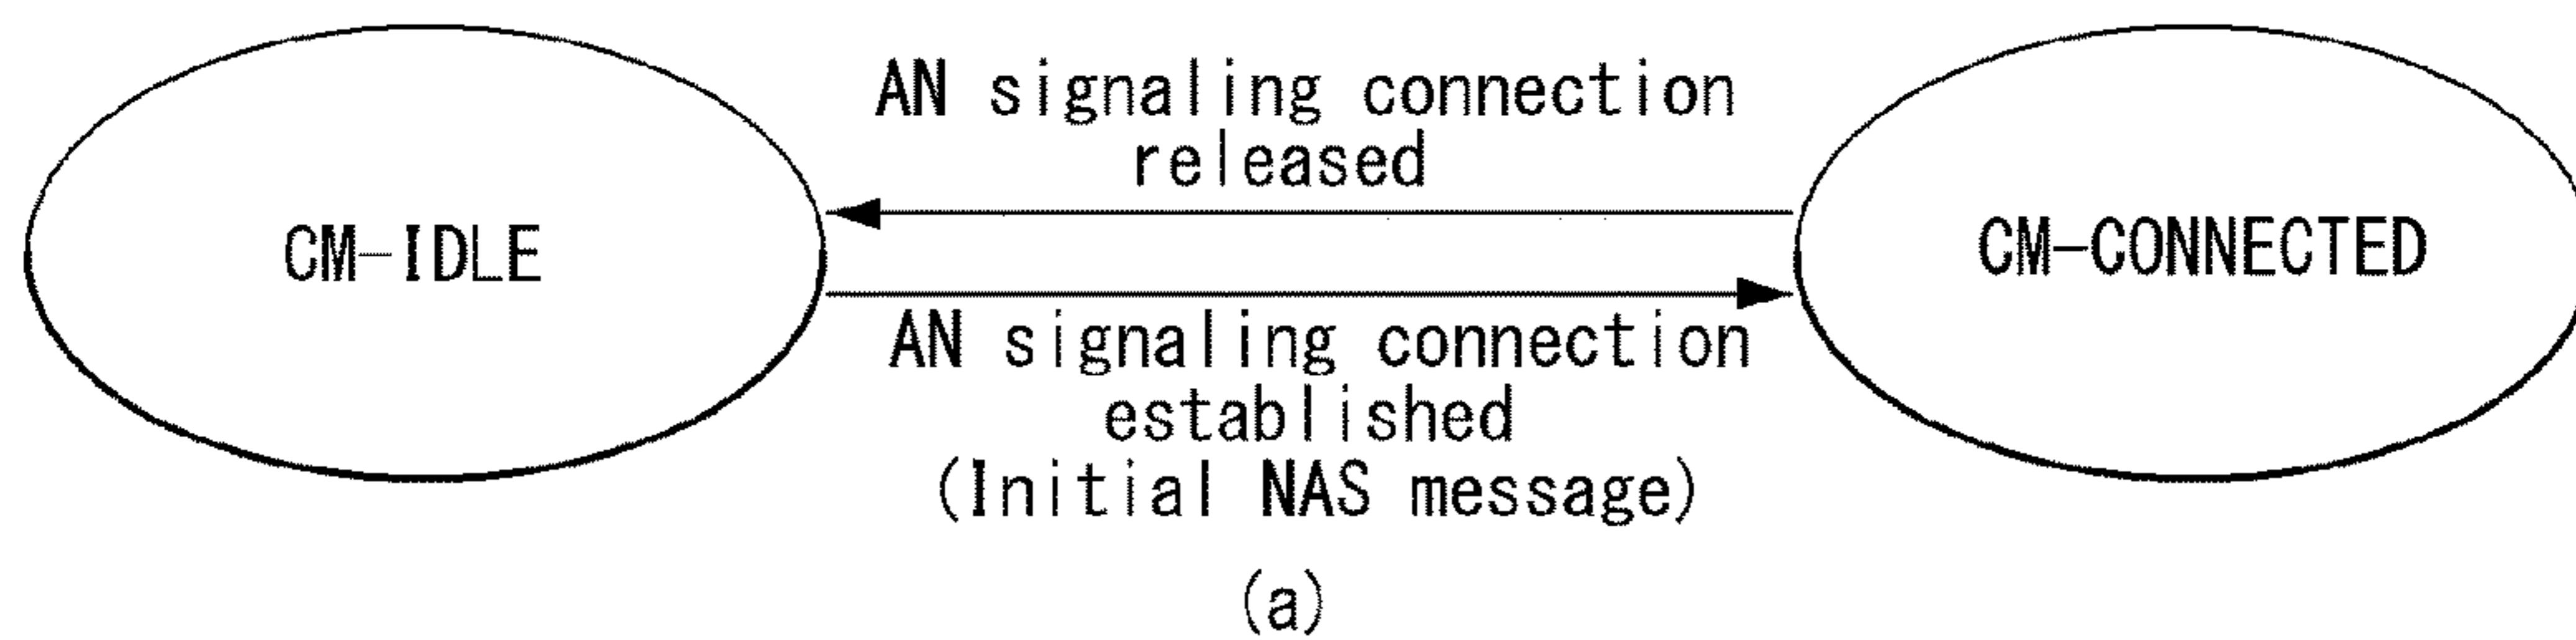 AN signaling connection
released
CM-IDLE
CM-CONNECTED
AN signaling connection
established
(Initial NAS message)
(a)